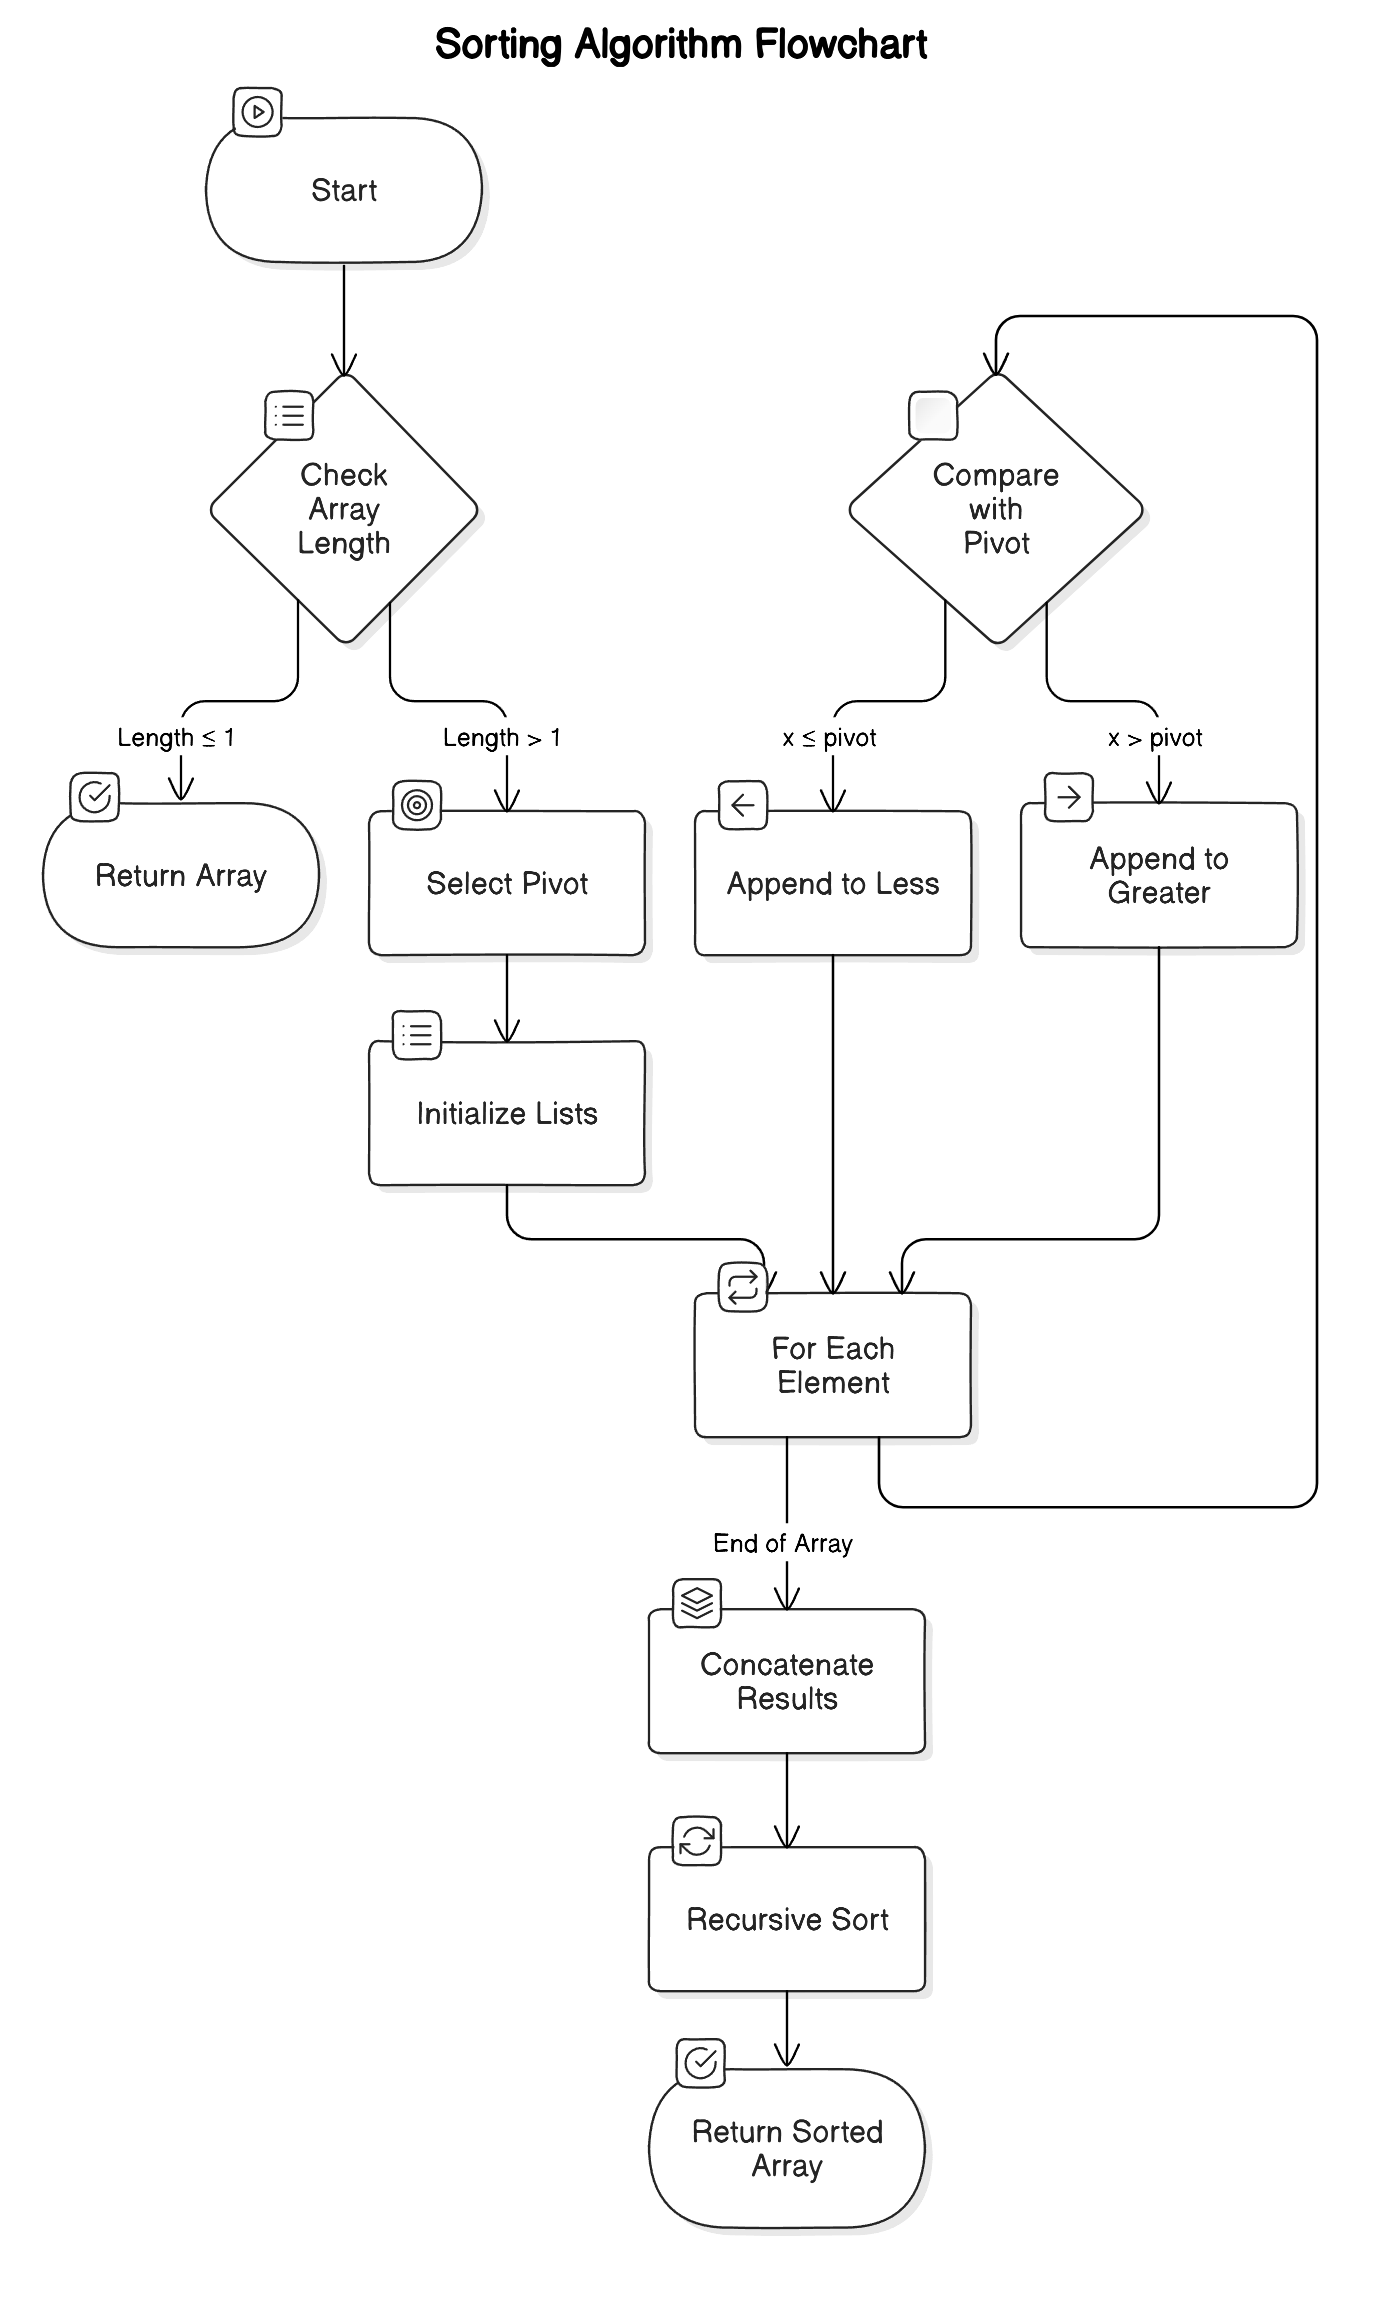 Sorting Algorithm Flowchart
Start
Check
Array
Length
Compare
with
Pivot
Length ≤ 1
Length > 1
x ≤ pivot
x > pivot
Return Array
Select Pivot
Append to Less
Append to
Greater
Initialize Lists
For Each
Element
End of Array
Concatenate
Results
Recursive Sort
Return Sorted
Array